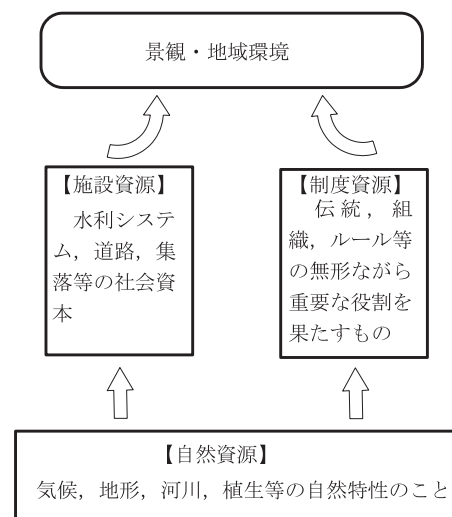 景観・地域環境
【施設資源】
水利システ
ム，道路，集
落等の社会資
本
【制度資源】
伝統，組
織，ルール等
の無形ながら
重要な役割を
果たすもの
【自然資源】
気候，地形，河川，植生等の自然特性のこと